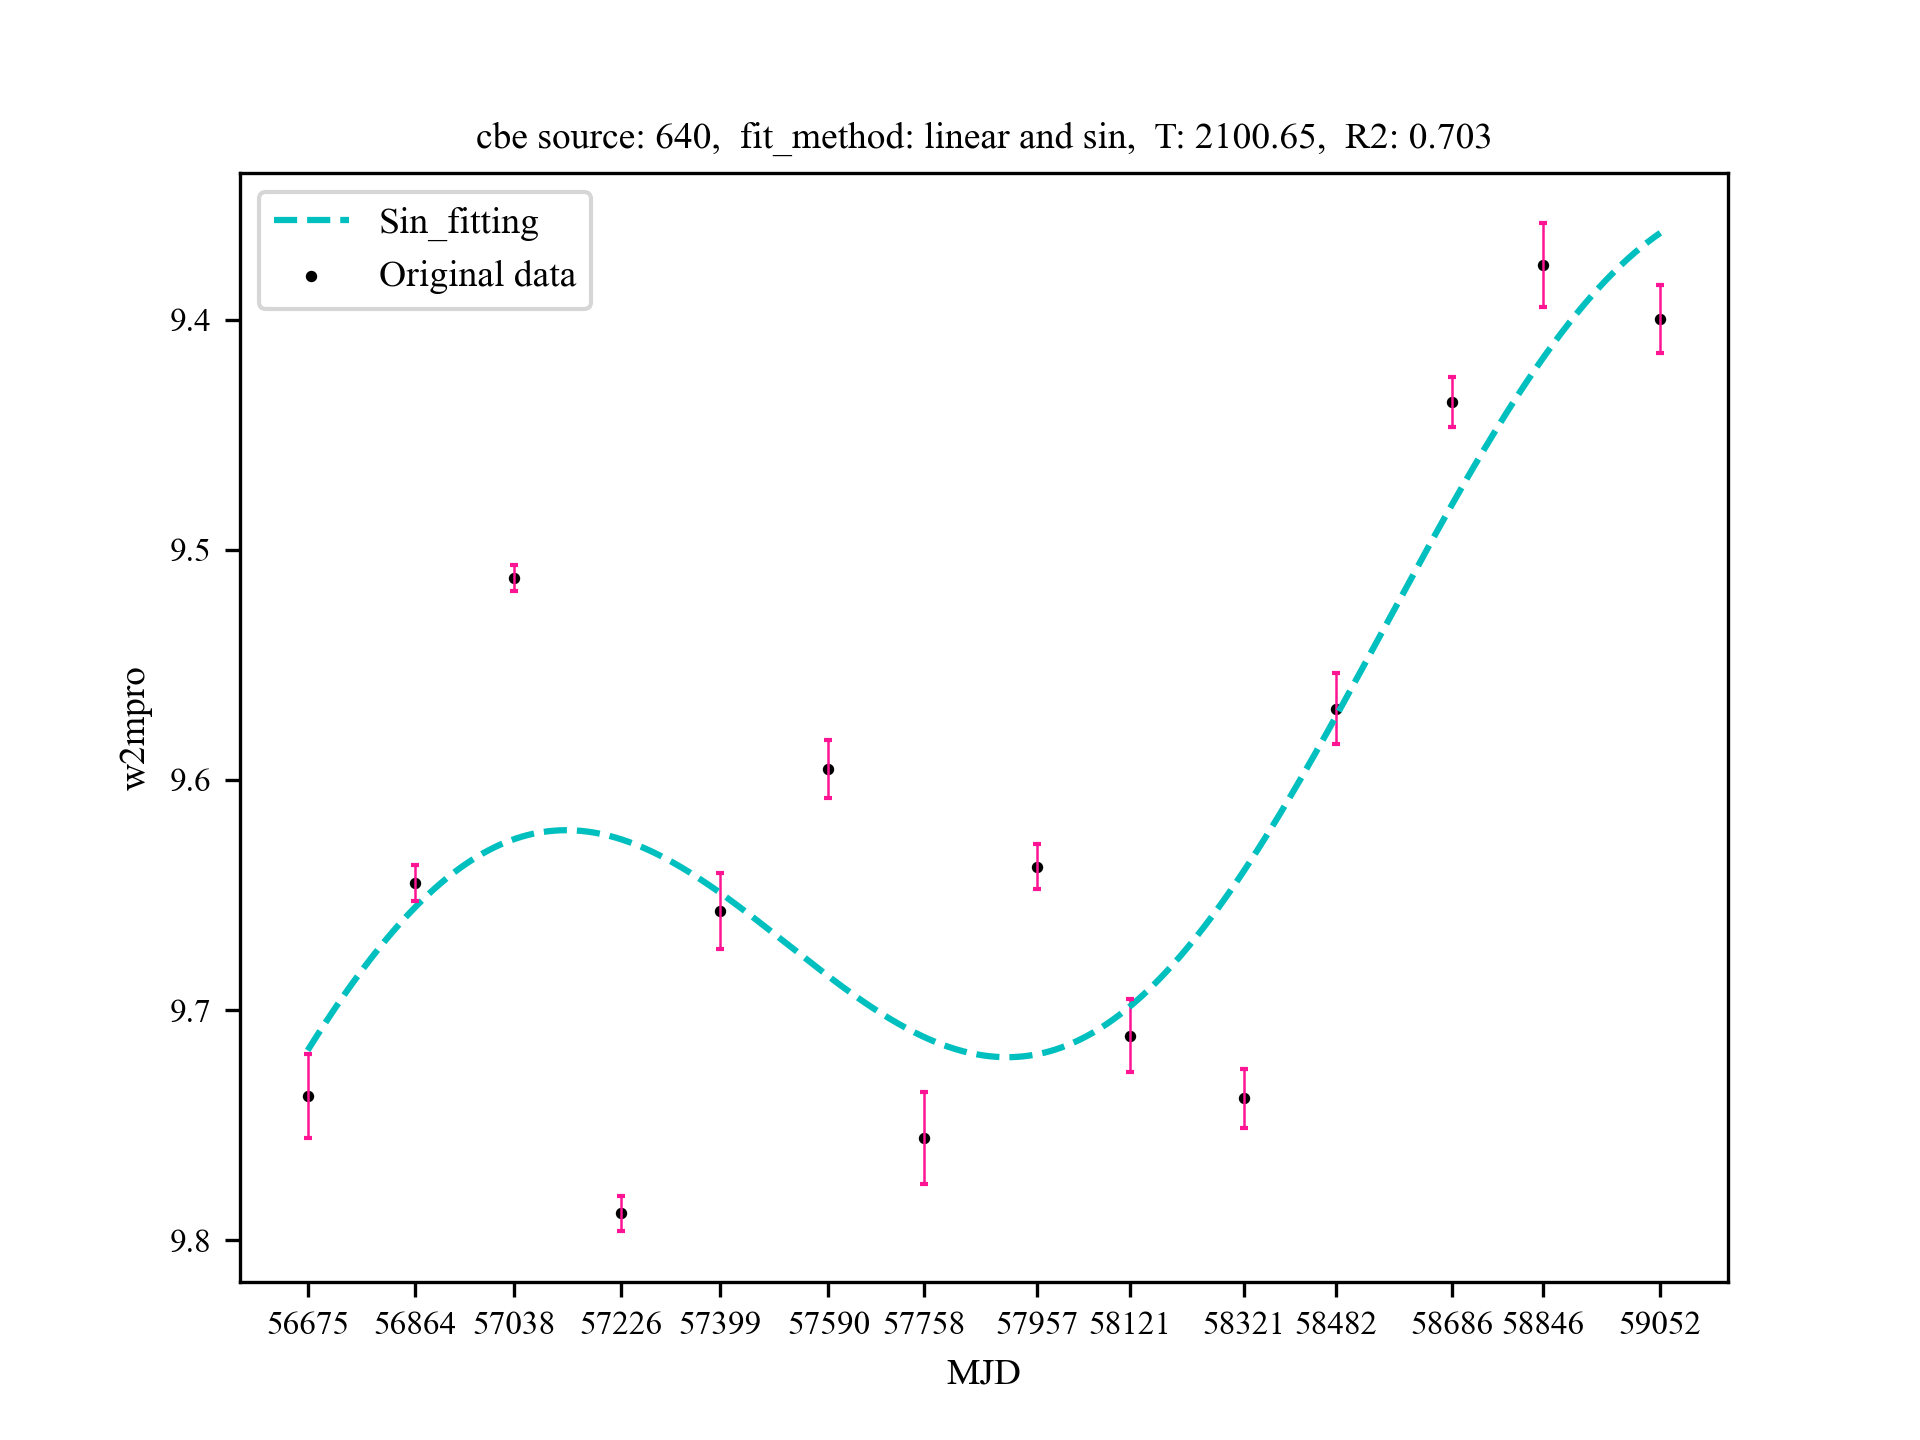 cbe source: 640,  fit_method: linear and sin,  T: 2100.65,  R2: 0.703
Sin_fitting
Original data
9.4
9.5
9.6
9.7
9.8
w2mpro
56675 56864 57038 57226 57399 57590 57758 57957 58121 58321 58482 58686 58846 59052
MJD